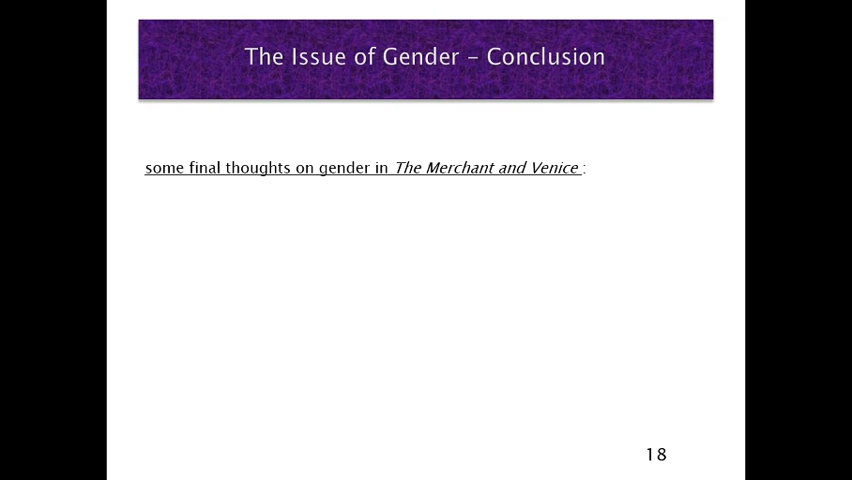 The Issue of Gender – Conclusion
some final thoughts on gender in The Merchant and Venice :
18